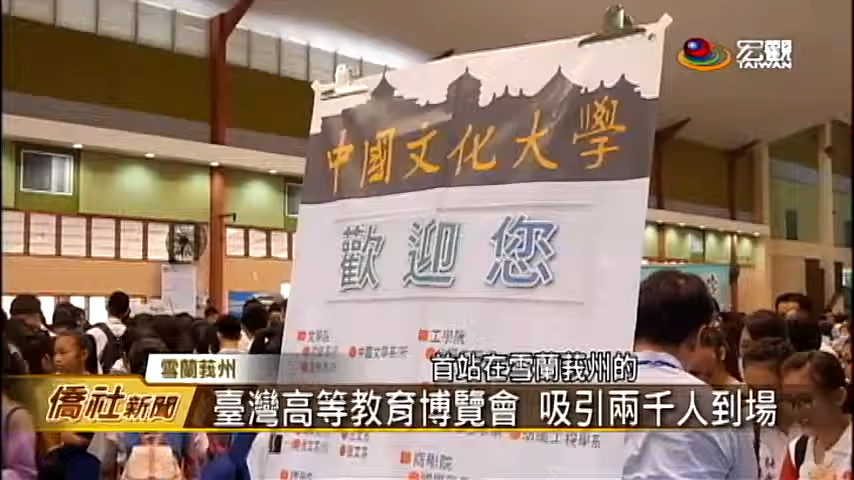 宏觀
TAIWAN
中國文化大學
歡迎您
文學院
工學院
中國文學系
商學院
雪蘭莪州
首站在雪蘭莪州的
僑社新聞
臺灣高等教育博覽會 吸引兩千人到場